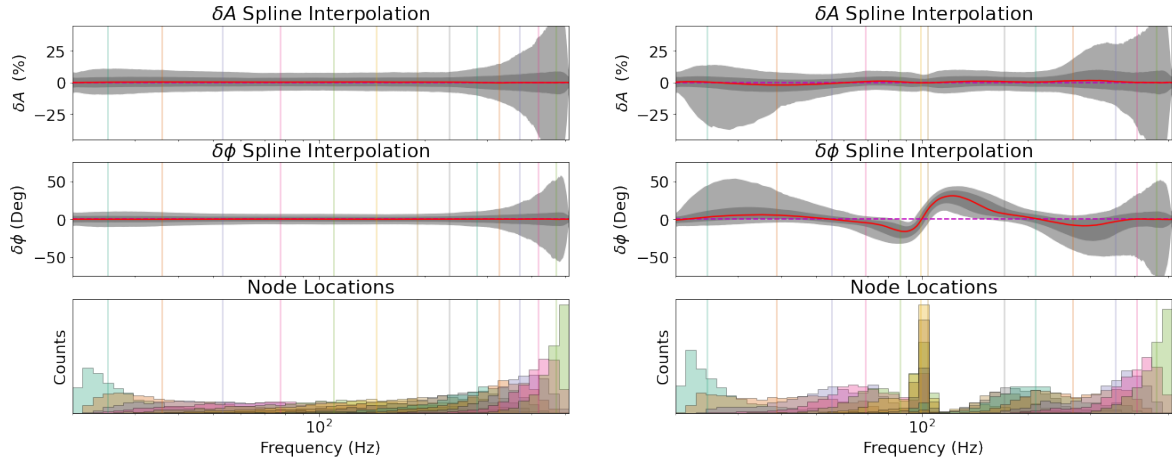 δA Spline Interpolation
δA (%)
25
0
−25
δϕ Spline Interpolation
δϕ (Deg)
50
0
−50
Node Locations
Counts
10²
Frequency (Hz)
δA Spline Interpolation
δA (%)
25
0
−25
δϕ Spline Interpolation
δϕ (Deg)
50
0
−50
Node Locations
Counts
10²
Frequency (Hz)